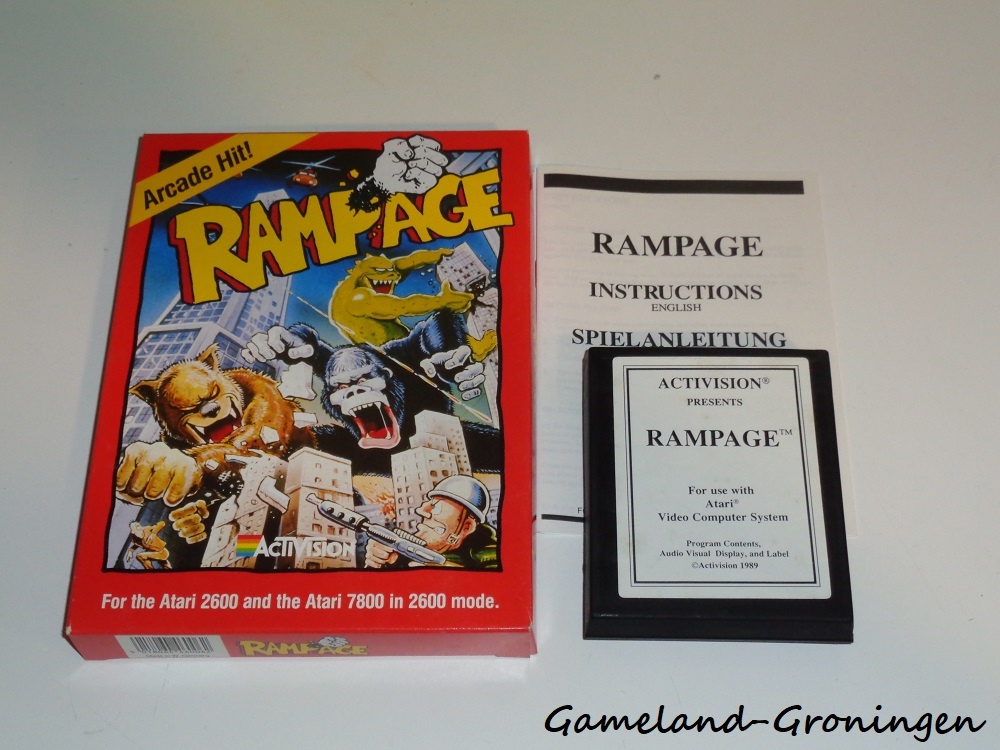 Arcade Hit!
RAMPAGE
ACTIVISION
For the Atari 2600 and the Atari 7800 in 2600 mode.
RAMPAGE
RAMPAGE
INSTRUCTIONS
ENGLISH
SPIELANLEITUNG
ACTIVISION®
PRESENTS
RAMPAGE™
For use with
Atari®
Video Computer System
Program Contents,
Audio Visual Display, and Label
©Activision 1989
Gameland-Groningen